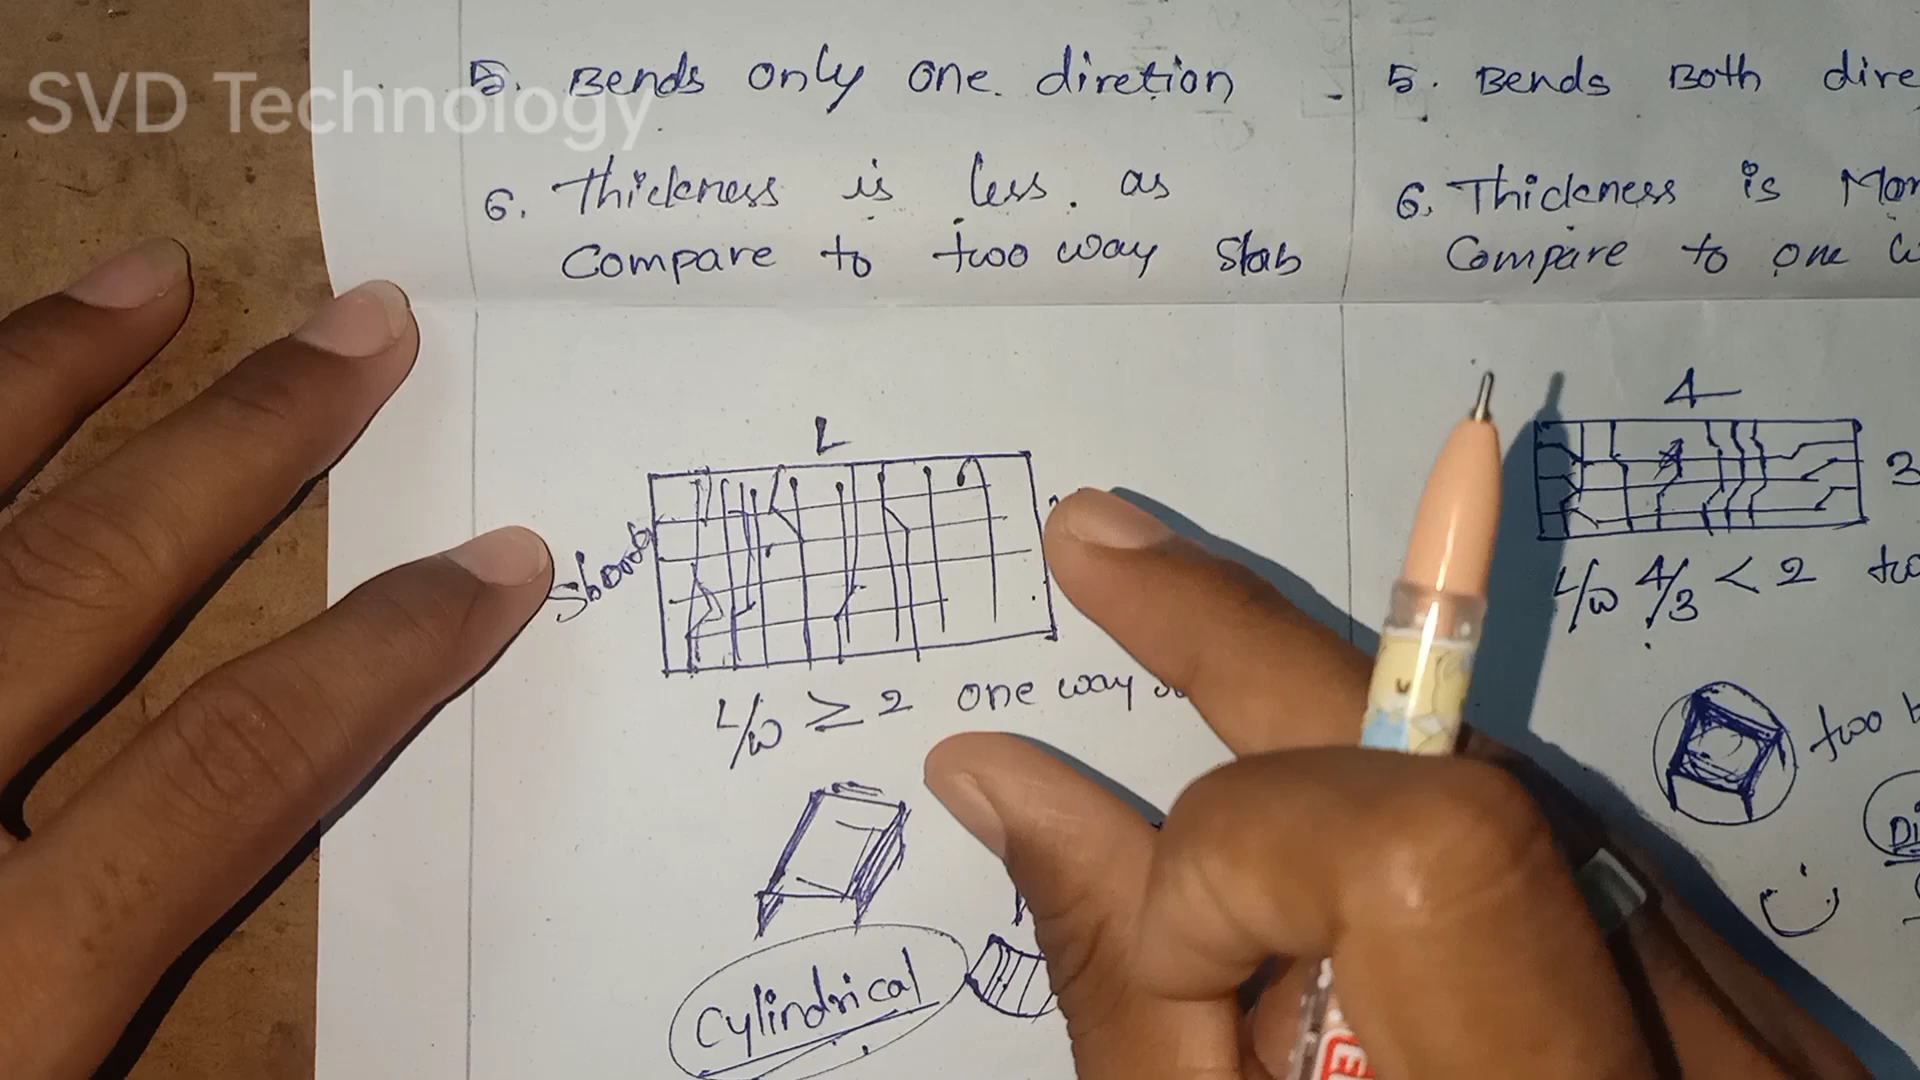 SVD Technology
5. Bends only one diretion
6. Thickness is less. as
Compare to two way Slab
5. Bends Both dire
6. Thickness is Mor
Compare to one w
L
Short
L/W ≥ 2 one way
Cylindrical
4
3
L/W 4/3 < 2 two
two
Di